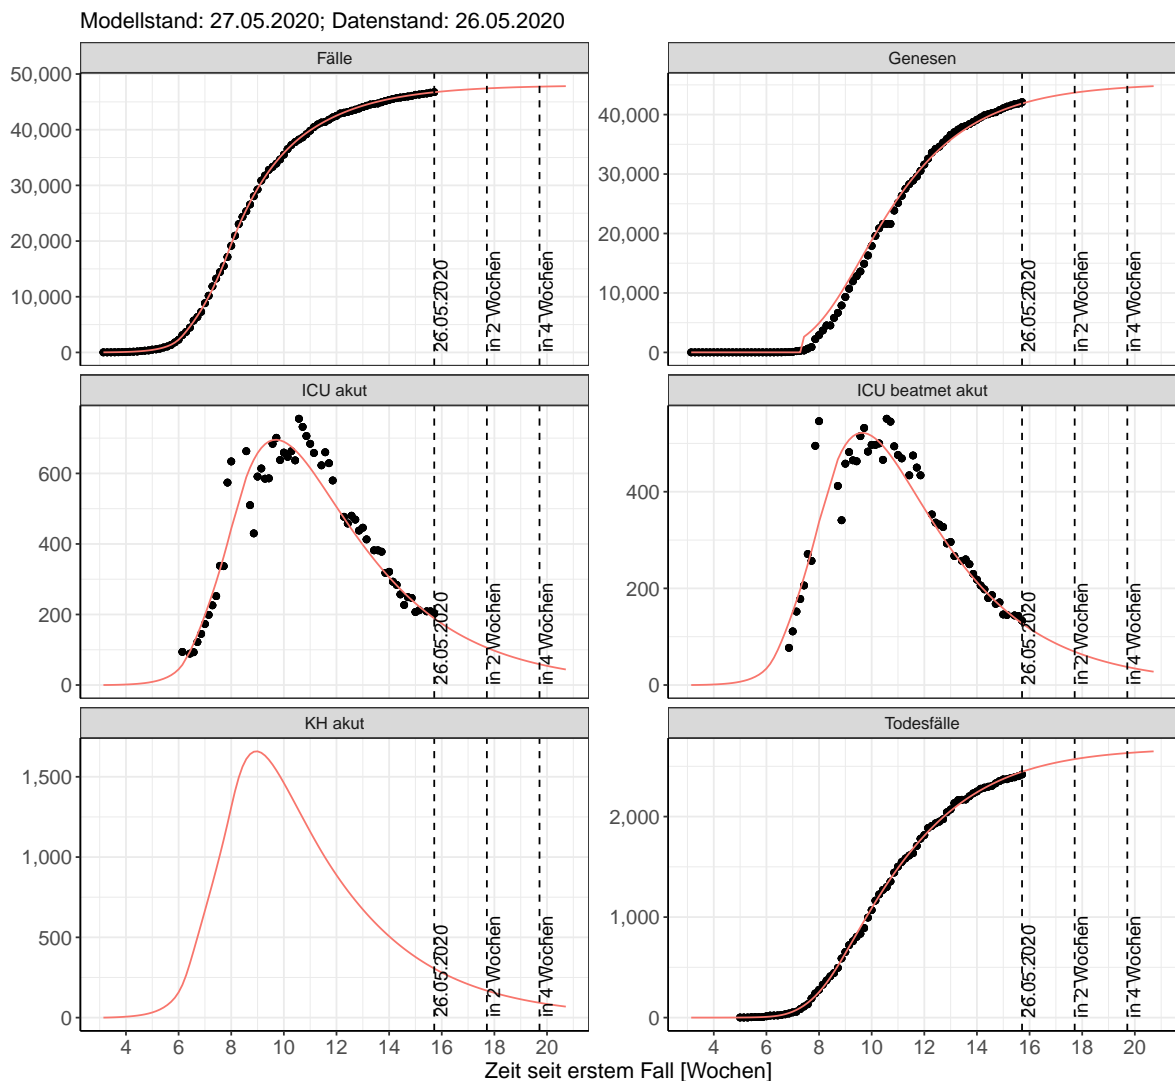 Modellstand: 27.05.2020; Datenstand: 26.05.2020
Fälle
50,000
40,000
30,000
20,000
10,000
0
26.05.2020
in 2 Wochen
in 4 Wochen
Genesen
40,000
30,000
20,000
10,000
0
26.05.2020
in 2 Wochen
in 4 Wochen
ICU akut
600
400
200
0
26.05.2020
in 2 Wochen
in 4 Wochen
ICU beatmet akut
400
200
0
26.05.2020
in 2 Wochen
in 4 Wochen
KH akut
1,500
1,000
500
0
26.05.2020
in 2 Wochen
in 4 Wochen
4 6 8 10 12 14 16 18 20
Todesfälle
2,000
1,000
0
26.05.2020
in 2 Wochen
in 4 Wochen
4 6 8 10 12 14 16 18 20
Zeit seit erstem Fall [Wochen]